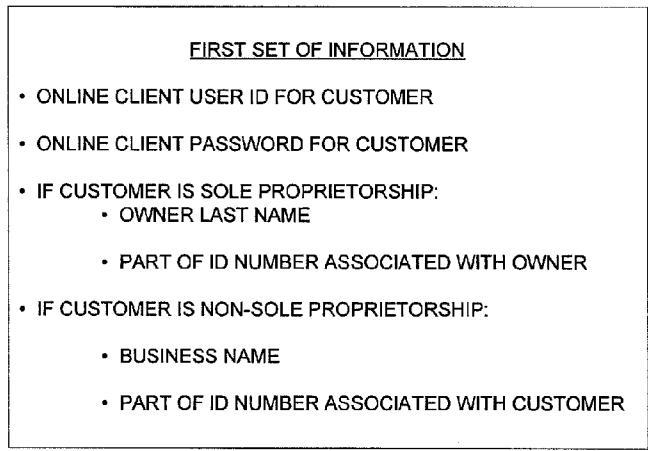 FIRST SET OF INFORMATION
• ONLINE CLIENT USER ID FOR CUSTOMER
• ONLINE CLIENT PASSWORD FOR CUSTOMER
• IF CUSTOMER IS SOLE PROPRIETORSHIP:
• OWNER LAST NAME
• PART OF ID NUMBER ASSOCIATED WITH OWNER
• IF CUSTOMER IS NON-SOLE PROPRIETORSHIP:
• BUSINESS NAME
• PART OF ID NUMBER ASSOCIATED WITH CUSTOMER